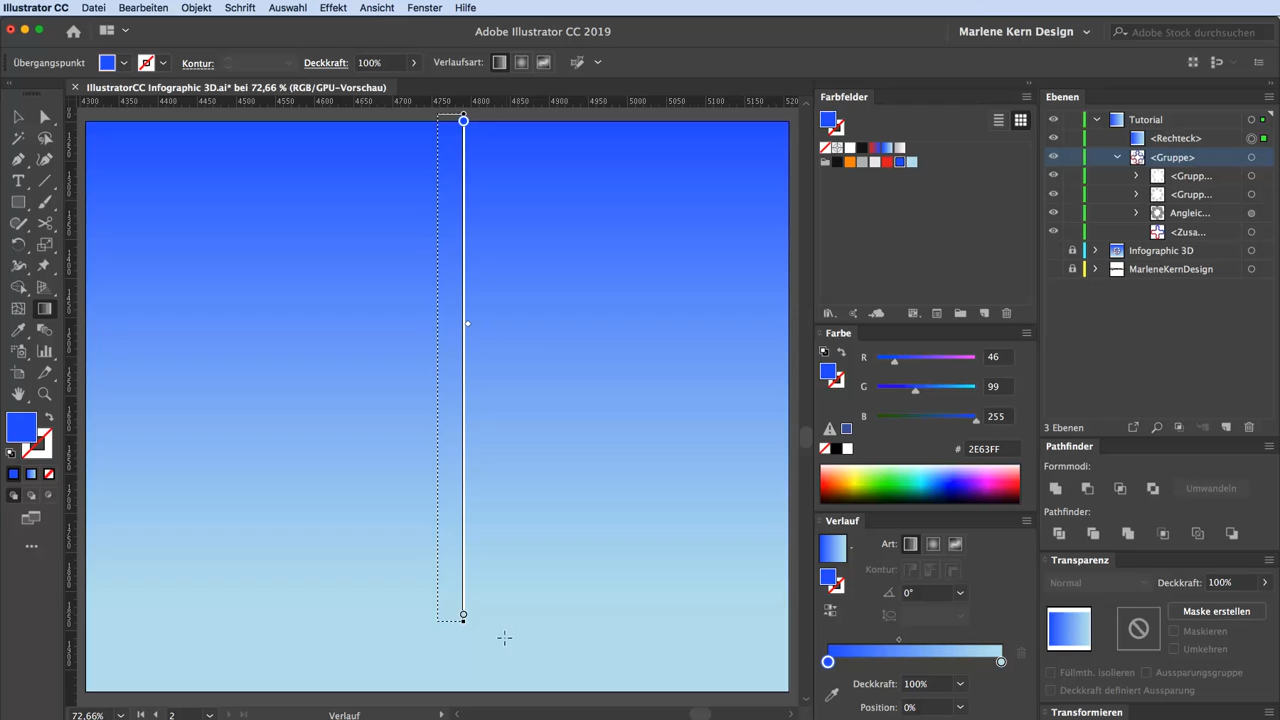 Illustrator CC Datei Bearbeiten Objekt Schrift Auswahl Effekt Ansicht Fenster Hilfe
Adobe Illustrator CC 2019
Marlene Kern Design
Adobe Stock durchsuchen
Übergangspunkt Kontur: Deckkraft: 100% Verlaufsart:
IllustratorCC Infographic 3D.ai* bei 72,66 % (RGB/GPU-Vorschau)
4300 4350 4400 4450 4500 4550 4600 4650 4700 4750 4800 4850 4900 4950 5000 5050 5100 5150 520
Farbfelder
Farbe
R 46
G 99
B 255
# 2E63FF
Verlauf
Art:
Kontur:
0°
Deckkraft: 100%
Position: 0%
Ebenen
Tutorial
<Rechteck>
<Gruppe>
<Grupp...
<Grupp...
Angleic...
<Zusa...
Infographic 3D
MarleneKernDesign
3 Ebenen
Pathfinder
Formmodi:
Umwandeln
Pathfinder:
Transparenz
Normal Deckkraft: 100%
Maske erstellen
Maskieren
Umkehren
Füllmth. isolieren Aussparungsgruppe
Deckkraft definiert Aussparung
Transformieren
72,66% 2 Verlauf